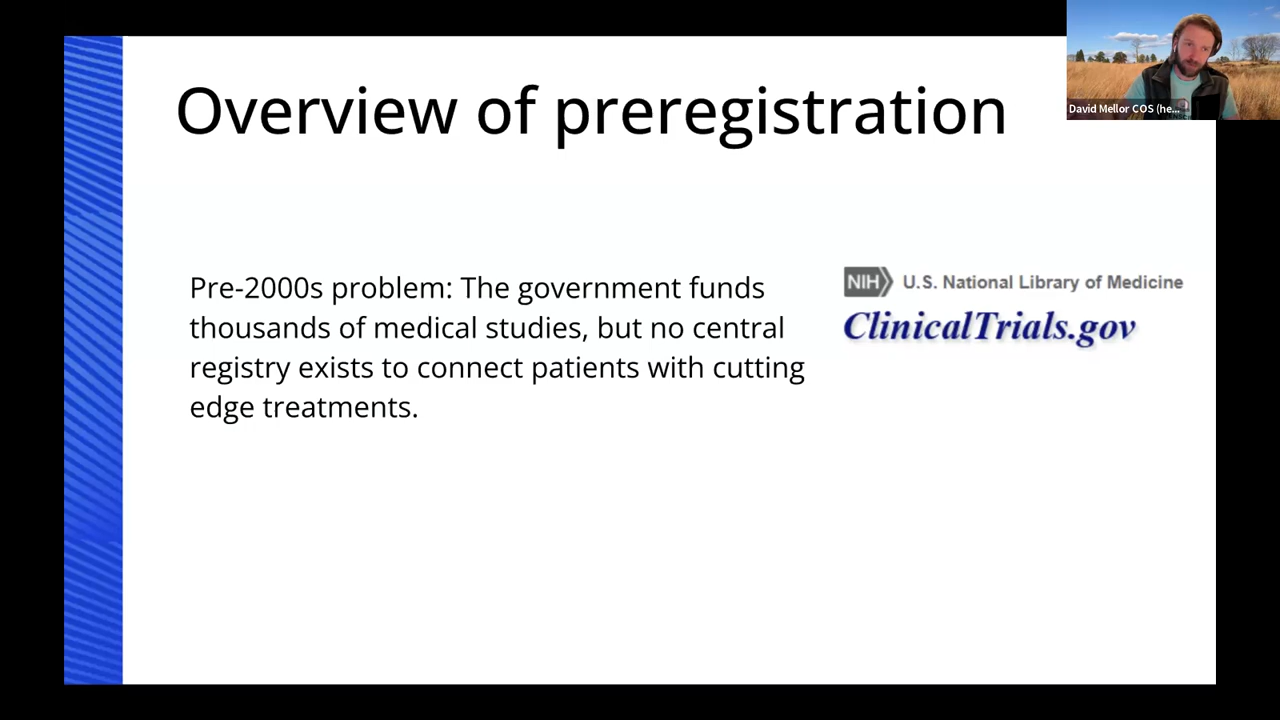 Overview of preregistration
David Mellor COS (he...
Pre-2000s problem: The government funds
thousands of medical studies, but no central
registry exists to connect patients with cutting
edge treatments.
NIH U.S. National Library of Medicine
ClinicalTrials.gov